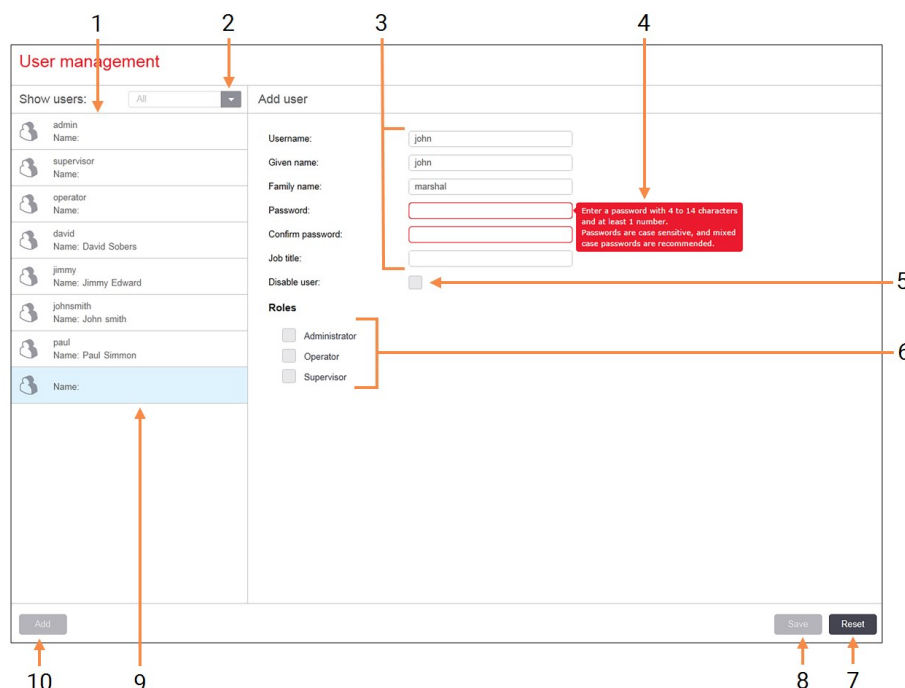 1 2 3 4
User management
Show users: All Add user
admin
Name:
supervisor
Name:
operator
Name:
david
Name: David Sobers
jimmy
Name: Jimmy Edward
johnsmith
Name: John smith
paul
Name: Paul Simmon
Name:
Username: john
Given name: john
Family name: marshal
Password:
Confirm password:
Job title:
Disable user:
Enter a password with 4 to 14 characters
and at least 1 number.
Passwords are case sensitive, and mixed
case passwords are recommended.
5
Roles
Administrator
Operator
Supervisor
6
Add Save Reset
10 9 8 7